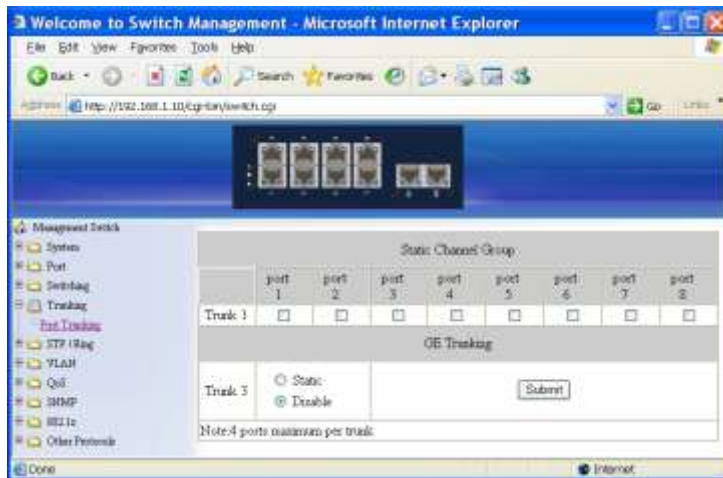 Welcome to Switch Management - Microsoft Internet Explorer
File Edit View Favorites Tools Help
Back Search Favorites
Address http://192.168.1.10/cgi-bin/switch.cgi Go Links
Management Switch
System
Port
Switching
Trunking
Port Trunking
STP / Ring
VLAN
QoS
SNMP
802.1x
Other Protocols
Static Channel Group
port 1 port 2 port 3 port 4 port 5 port 6 port 7 port 8
Trunk 1
GE Trunking
Trunk 3
Static
Disable
Submit
Note:4 ports maximum per trunk
Done Internet